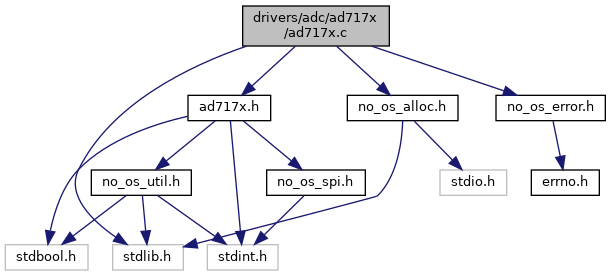 drivers/adc/ad717x
/ad717x.c
ad717x.h
no_os_alloc.h
no_os_error.h
no_os_util.h
no_os_spi.h
stdio.h
errno.h
stdbool.h
stdlib.h
stdint.h